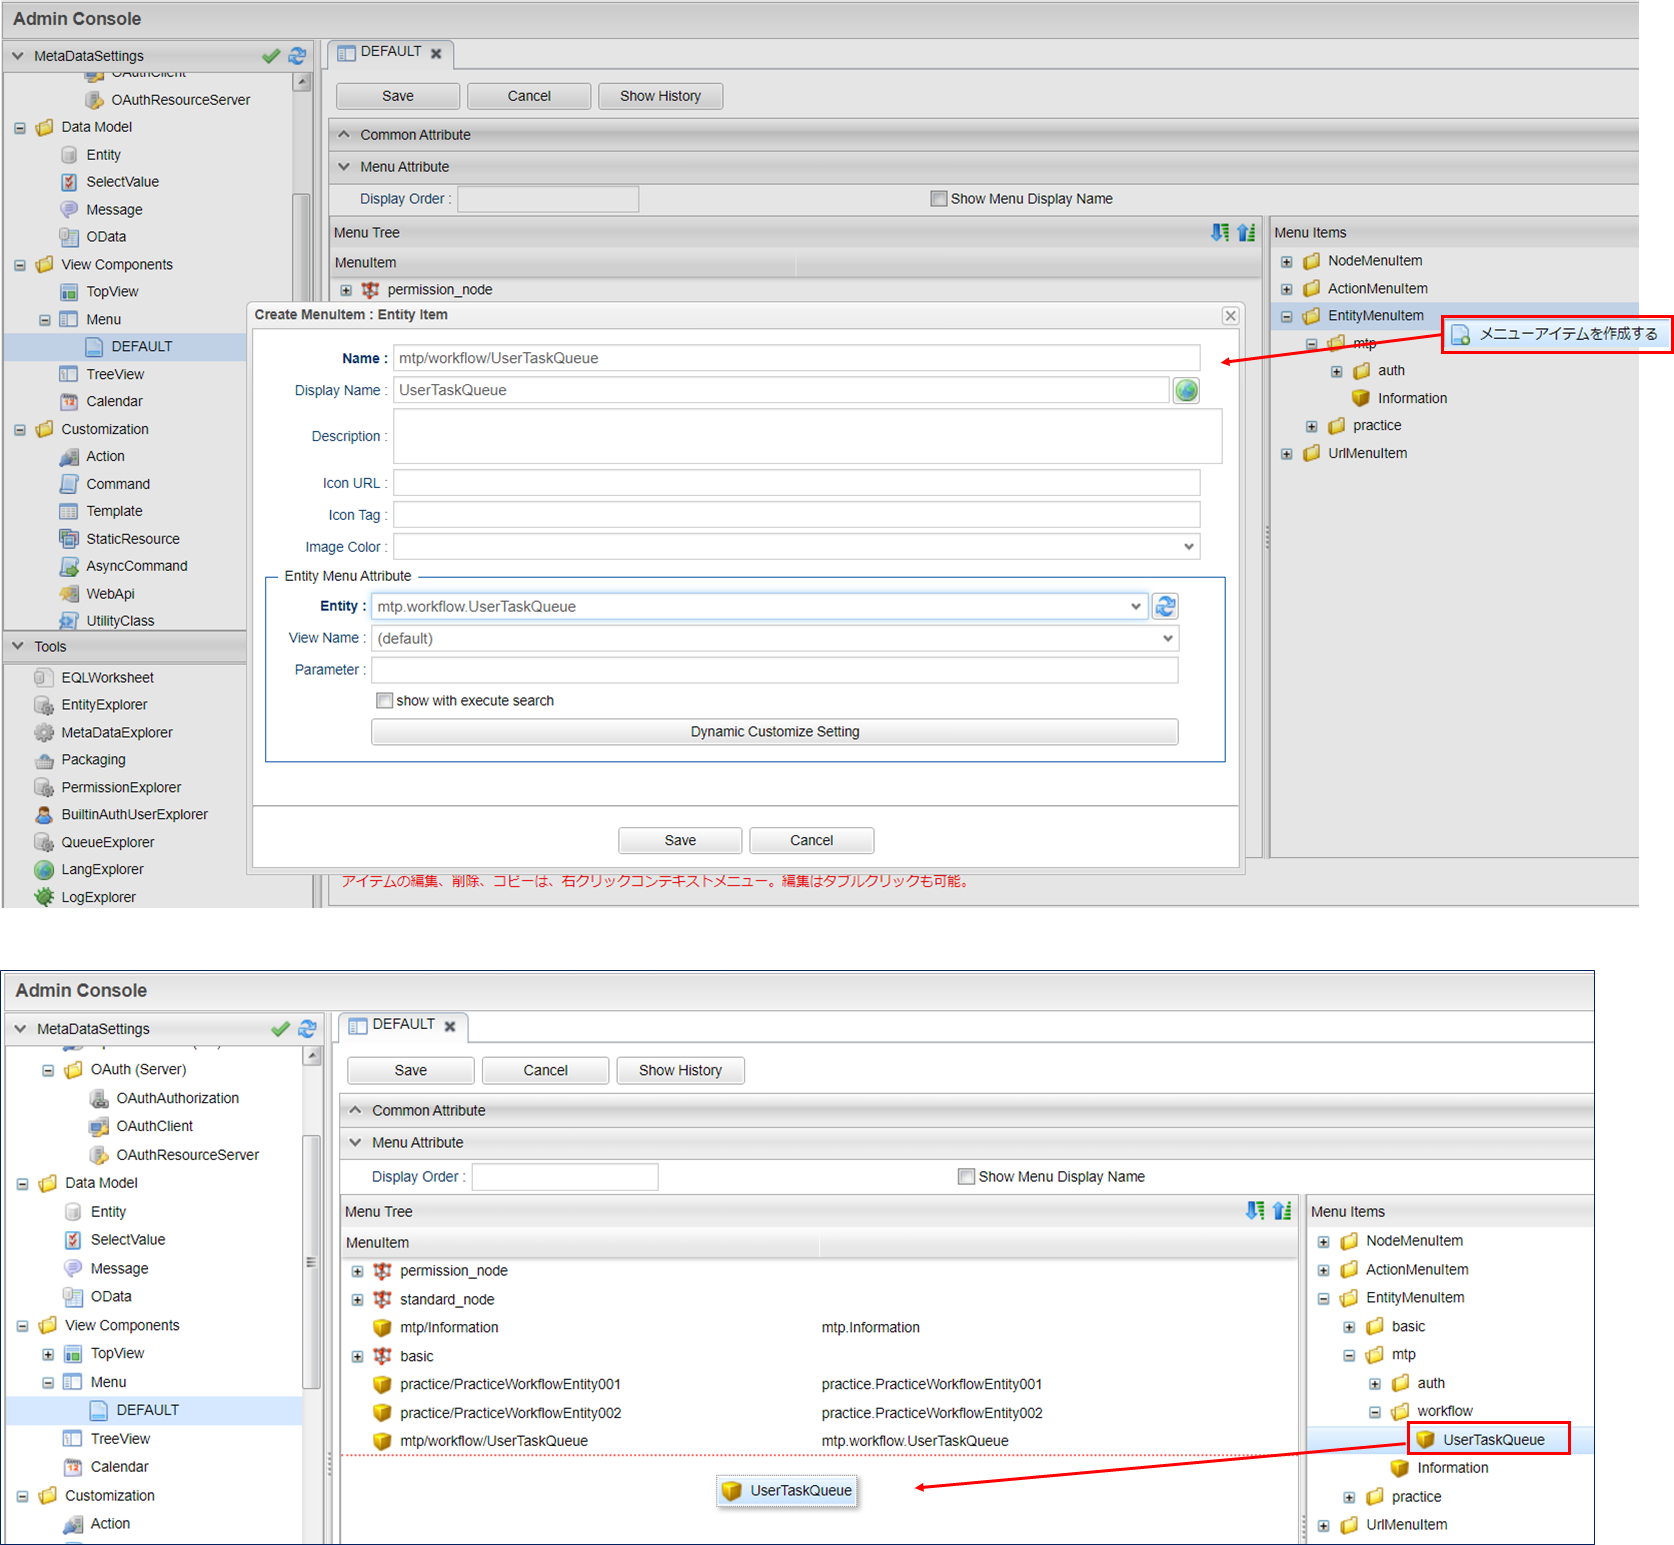 Admin Console
MetaDataSettings
OAuthClient
OAuthResourceServer
Data Model
Entity
SelectValue
Message
OData
View Components
TopView
Menu
DEFAULT
TreeView
Calendar
Customization
Action
Command
Template
StaticResource
AsyncCommand
WebApi
UtilityClass
Tools
EQLWorksheet
EntityExplorer
MetaDataExplorer
Packaging
PermissionExplorer
BuiltinAuthUserExplorer
QueueExplorer
LangExplorer
LogExplorer
DEFAULT
Save Cancel Show History
Common Attribute
Menu Attribute
Display Order : Show Menu Display Name
Menu Tree
MenuItem
permission_node
Menu Items
NodeMenuItem
ActionMenuItem
EntityMenuItem
メニューアイテムを作成する
mtp
auth
Information
practice
UrlMenuItem
Create MenuItem : Entity Item
Name : mtp/workflow/UserTaskQueue
Display Name : UserTaskQueue
Description :
Icon URL :
Icon Tag :
Image Color :
Entity Menu Attribute
Entity : mtp.workflow.UserTaskQueue
View Name : (default)
Parameter :
show with execute search
Dynamic Customize Setting
Save Cancel
アイテムの編集、削除、コピーは、右クリックコンテキストメニュー。編集はダブルクリックも可能。
Admin Console
MetaDataSettings
OAuth (Server)
OAuthAuthorization
OAuthClient
OAuthResourceServer
Data Model
Entity
SelectValue
Message
OData
View Components
TopView
Menu
DEFAULT
TreeView
Calendar
Customization
Action
DEFAULT
Save Cancel Show History
Common Attribute
Menu Attribute
Display Order : Show Menu Display Name
Menu Tree
MenuItem
permission_node
standard_node
mtp/Information mtp.Information
basic
practice/PracticeWorkflowEntity001 practice.PracticeWorkflowEntity001
practice/PracticeWorkflowEntity002 practice.PracticeWorkflowEntity002
mtp/workflow/UserTaskQueue mtp.workflow.UserTaskQueue
UserTaskQueue
Menu Items
NodeMenuItem
ActionMenuItem
EntityMenuItem
basic
mtp
auth
workflow
UserTaskQueue
Information
practice
UrlMenuItem